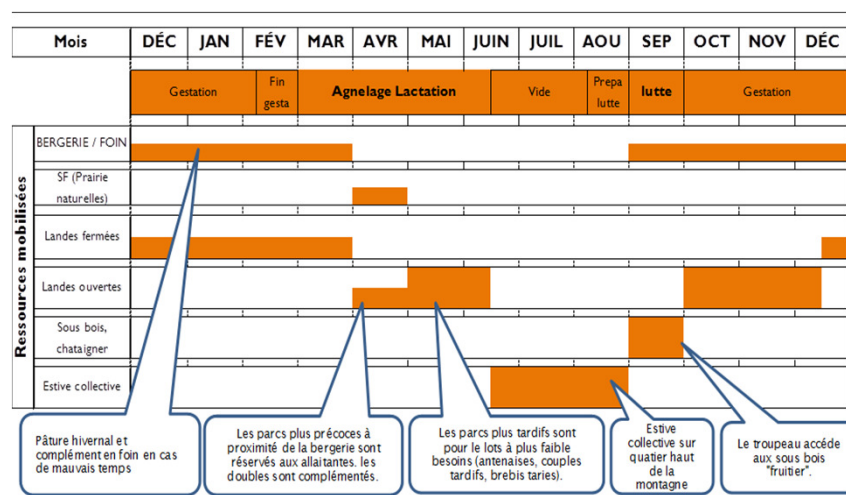 Mois DÉC JAN FÉV MAR AVR MAI JUIN JUIL AOU SEP OCT NOV DÉC
Gestation
Fin
gesta
Agnelage Lactation
Vide
Prepa
lutte
lutte
Gestation
Ressources mobilisées
BERGERIE / FOIN
SF (Prairie
naturelles)
Landes fermées
Landes ouvertes
Sous bois,
chataigner
Estive collective
Pâture hivernal et
complément en foin en cas
de mauvais temps
Les parcs plus précoces à
proximité de la bergerie sont
réservés aux allaitantes. les
doubles sont complémentés.
Les parcs plus tardifs sont
pour le lots à plus faible
besoins (antenaises, couples
tardifs, brebis taries).
Estive
collective sur
quatier haut
de la
montagne
Le troupeau accéde
aux sous bois
"fruitier".